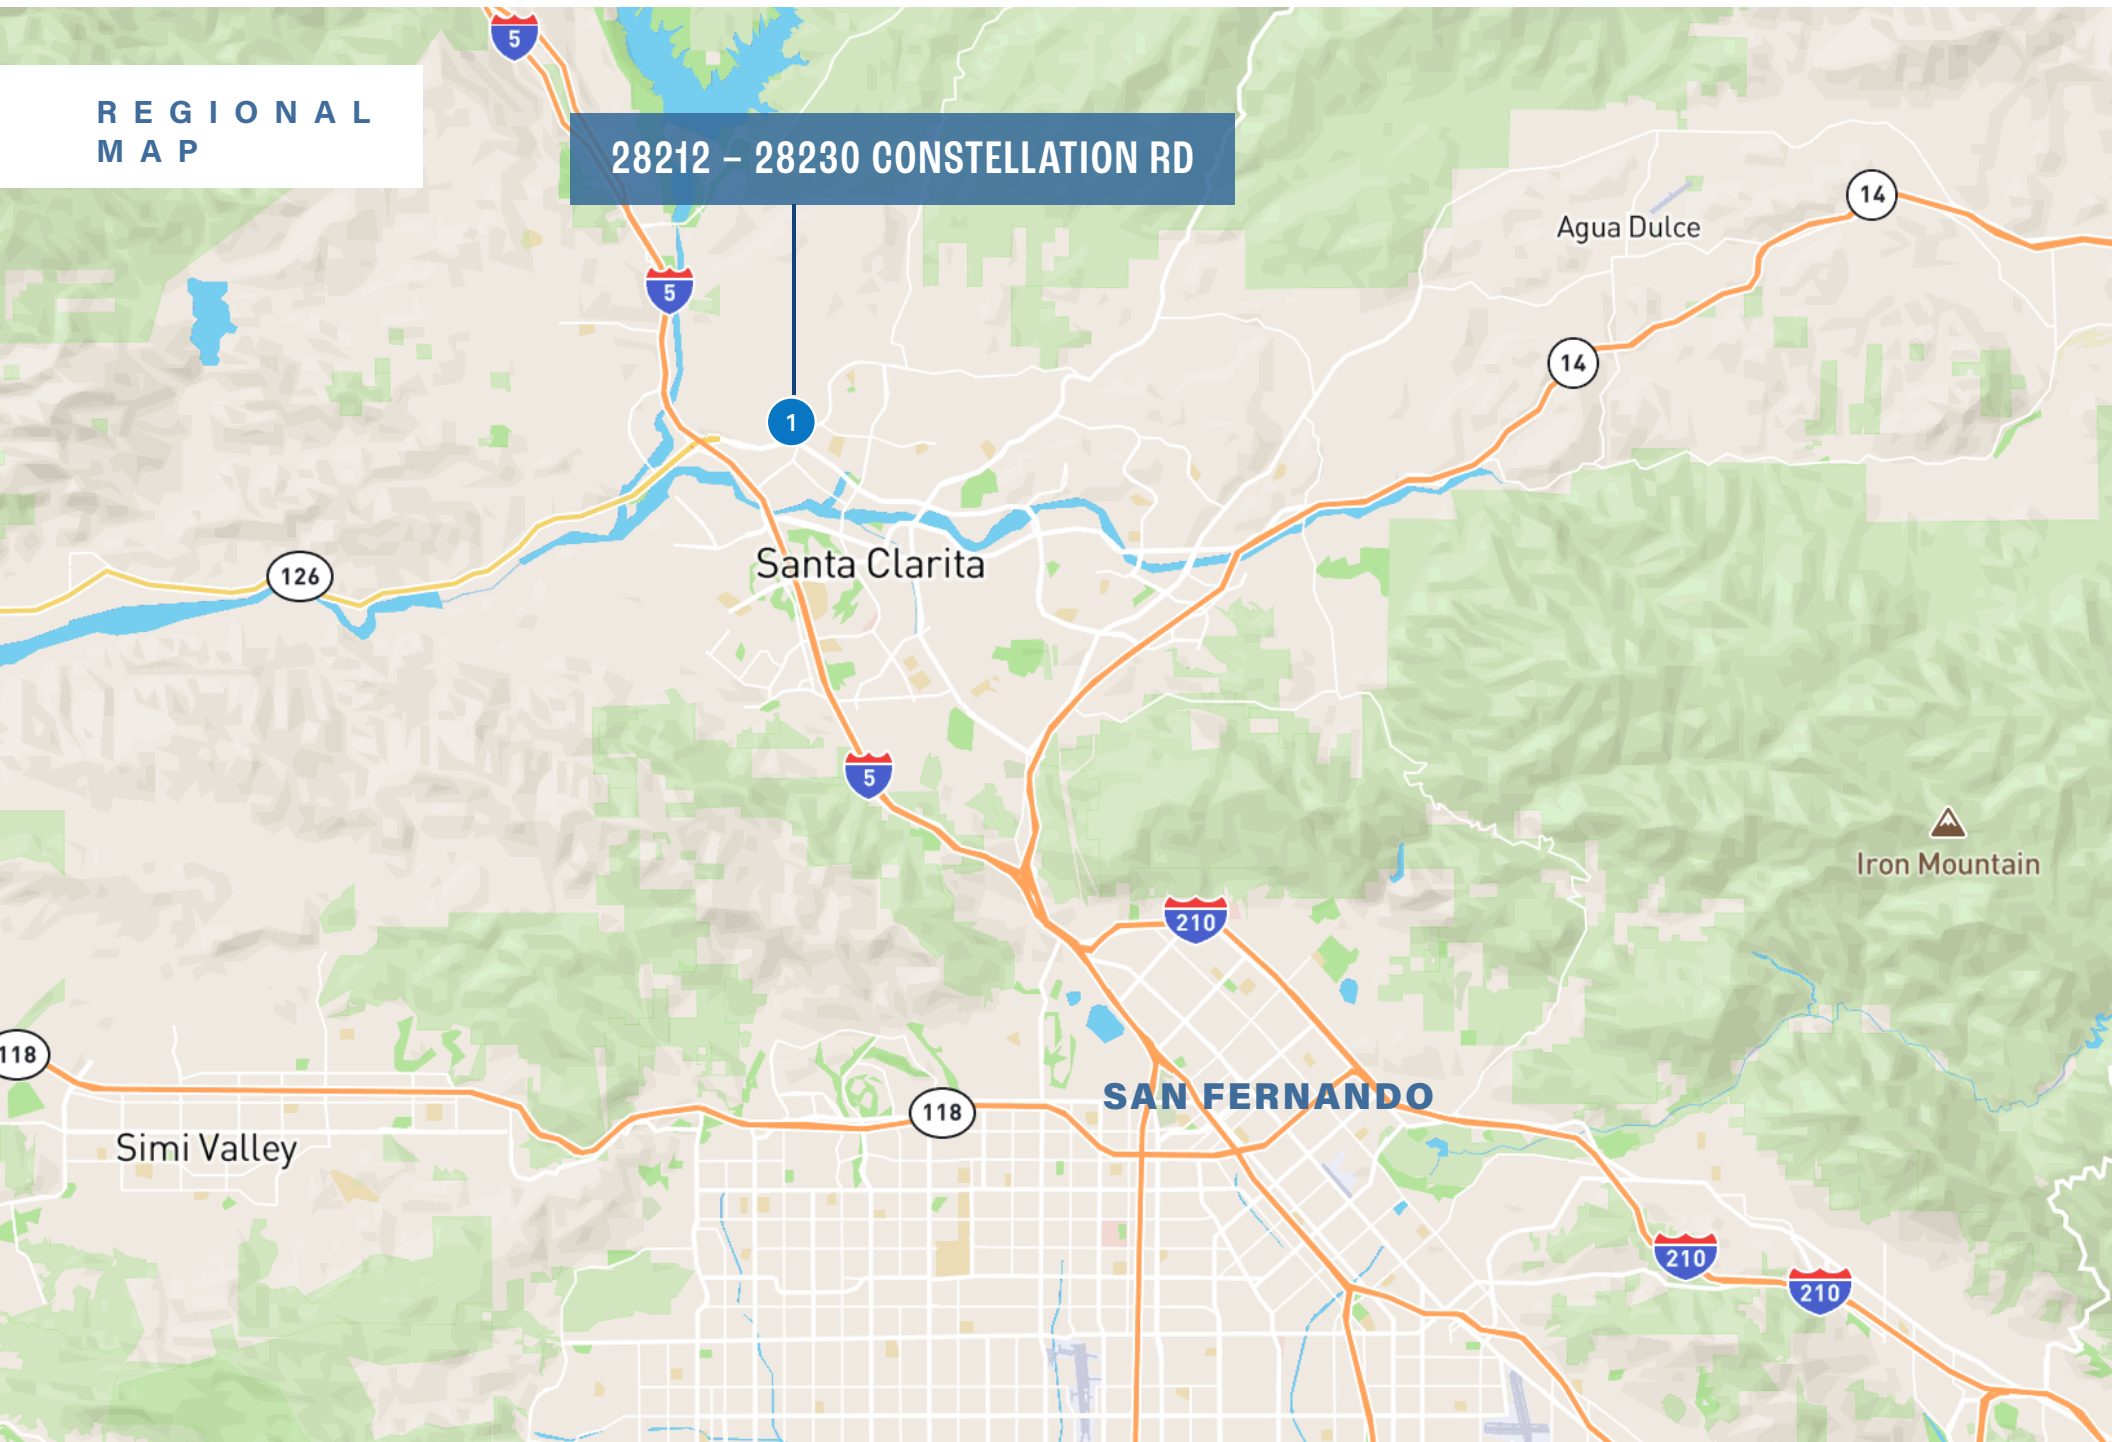 5
REGIONAL
MAP
28212 – 28230 CONSTELLATION RD
14
Agua Dulce
5
14
1
Santa Clarita
126
5
Iron Mountain
210
118
SAN FERNANDO
118
Simi Valley
210
210